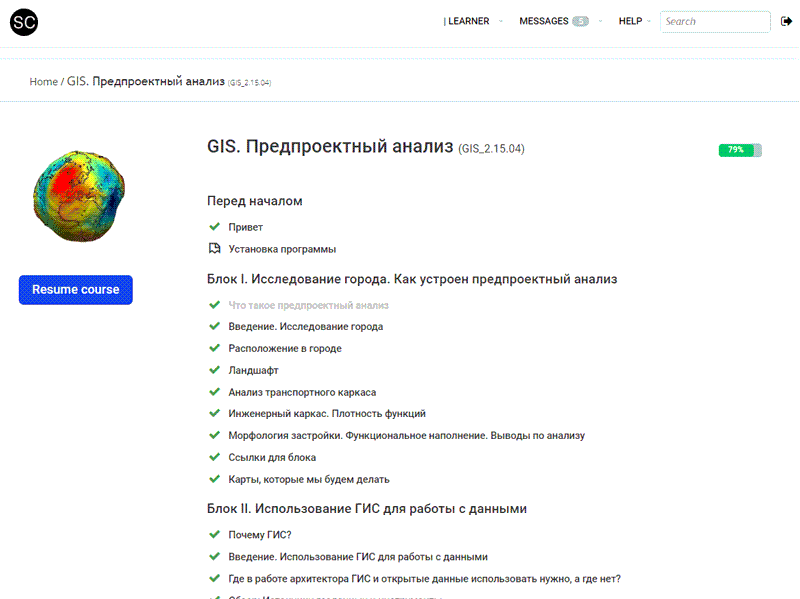 SC
| LEARNER
MESSAGES 5
HELP
Search
Home / GIS. Предпроектный анализ (GIS_2.15.04)
GIS. Предпроектный анализ (GIS_2.15.04)
79%
Перед началом
Привет
Установка программы
Resume course
Блок I. Исследование города. Как устроен предпроектный анализ
Что такое предпроектный анализ
Введение. Исследование города
Расположение в городе
Ландшафт
Анализ транспортного каркаса
Инженерный каркас. Плотность функций
Морфология застройки. Функциональное наполнение. Выводы по анализу
Ссылки для блока
Карты, которые мы будем делать
Блок II. Использование ГИС для работы с данными
Почему ГИС?
Введение. Использование ГИС для работы с данными
Где в работе архитектора ГИС и открытые данные использовать нужно, а где нет?